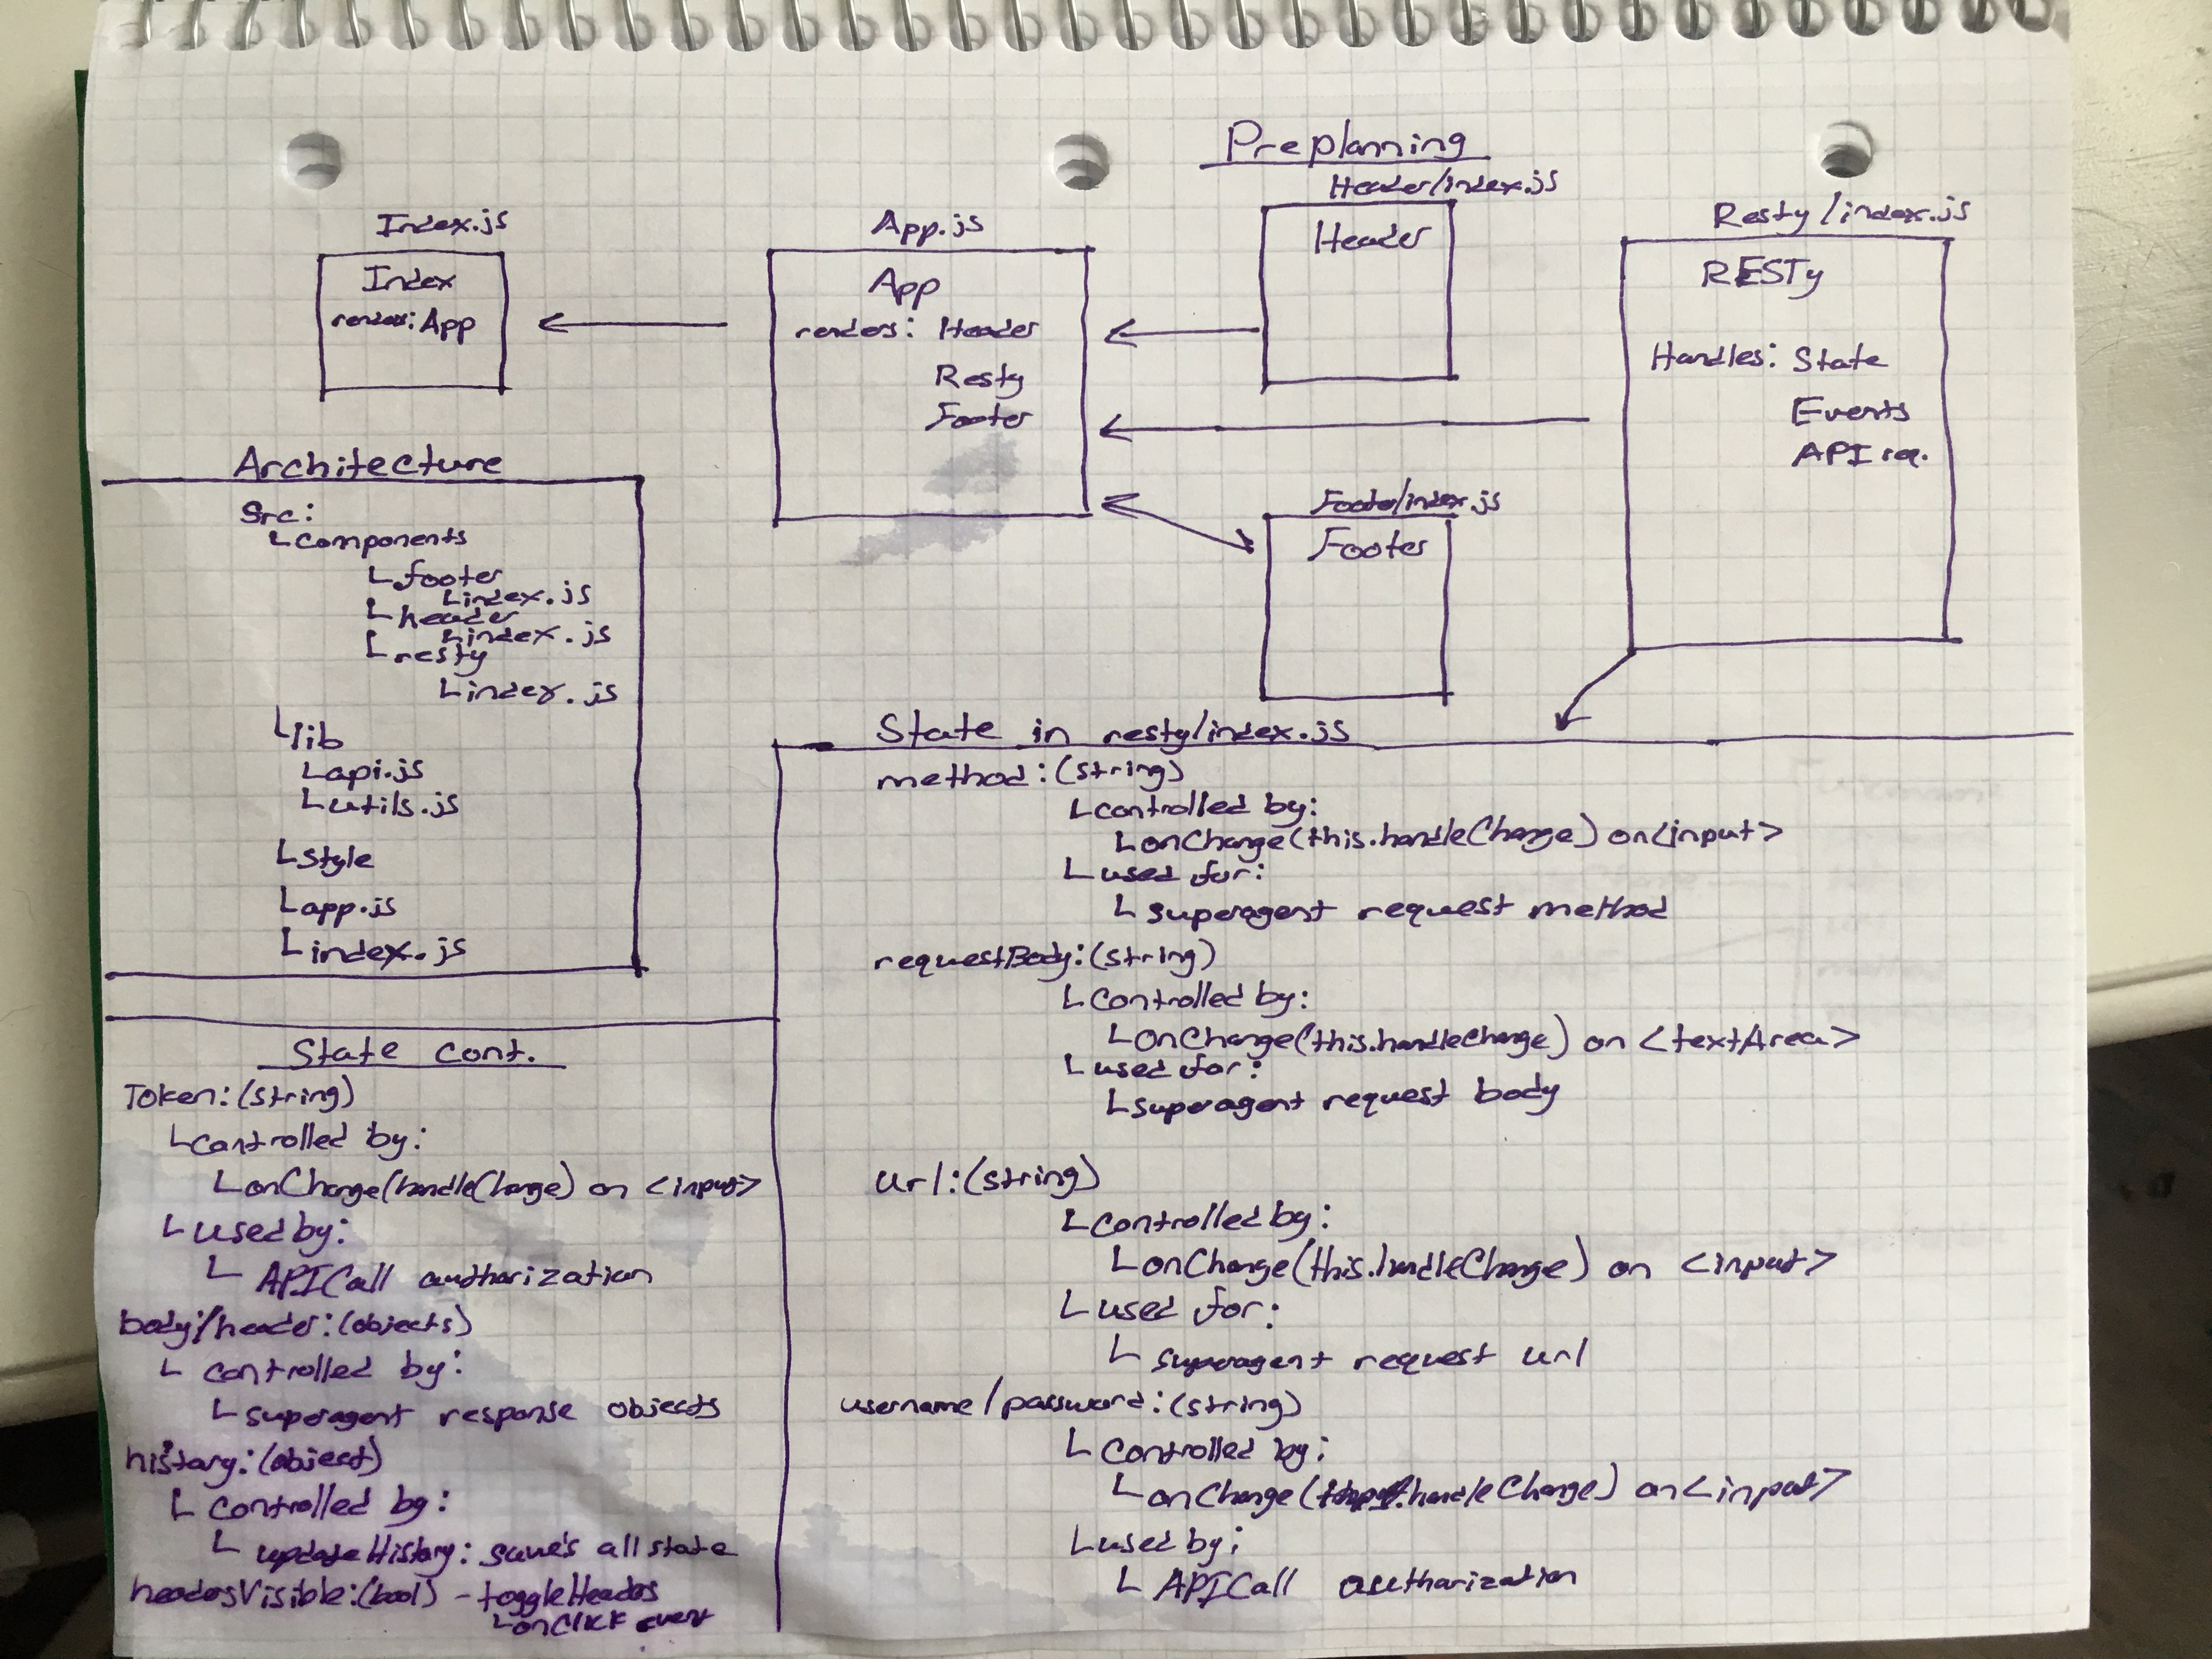 Preplanning
Index.js
Index
renders: App
App.js
App
renders: Header
Resty
Footer
Header/index.js
Header
Footer/index.js
Footer
Resty/index.js
RESTy
Handles: State
Events
API req.
Architecture
Src:
└components
└footer
└index.js
└header
└index.js
└resty
└index.js
└lib
└api.js
└utils.js
└Style
└app.js
└index.js
State in resty/index.js
method: (string)
└controlled by:
└onChange(this.handleChange) on <input>
└used for:
└superagent request method
requestBody: (string)
└Controlled by:
└onChange(this.handleChange) on <textArea>
└used for:
└superagent request body
url: (string)
└Controlled by:
└onChange(this.handleChange) on <input>
└used for:
└superagent request url
username/password: (string)
└Controlled by:
└onChange(handleChange) on <input>
└used by:
└APICall authorization
State Cont.
Token: (string)
└Controlled by:
└onChange(handleChange) on <input>
└used by:
└APICall authorization
body/header: (objects)
└Controlled by:
└superagent response objects
history: (object)
└Controlled by:
└updateHistory: saves all state
headersVisible: (bool) - toggleHeaders
└onClick event